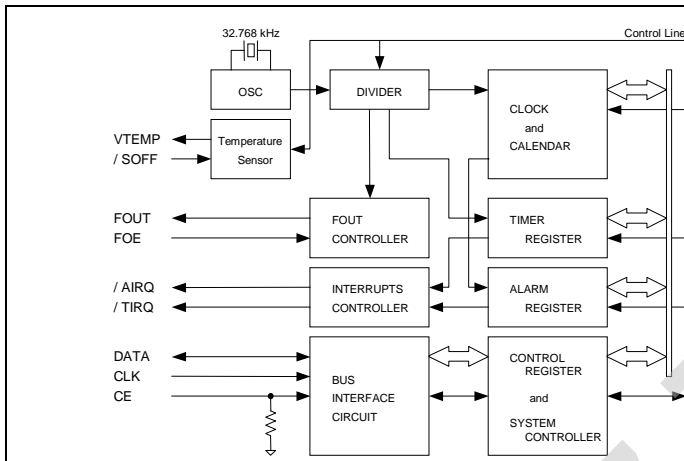 32.768 kHz
Control Line
OSC
DIVIDER
CLOCK
and
CALENDAR
VTEMP
/ SOFF
Temperature
Sensor
FOUT
FOE
FOUT
CONTROLLER
TIMER
REGISTER
/ AIRQ
/ TIRQ
INTERRUPTS
CONTROLLER
ALARM
REGISTER
DATA
CLK
CE
BUS
INTERFACE
CIRCUIT
CONTROL
REGISTER
and
SYSTEM
CONTROLLER